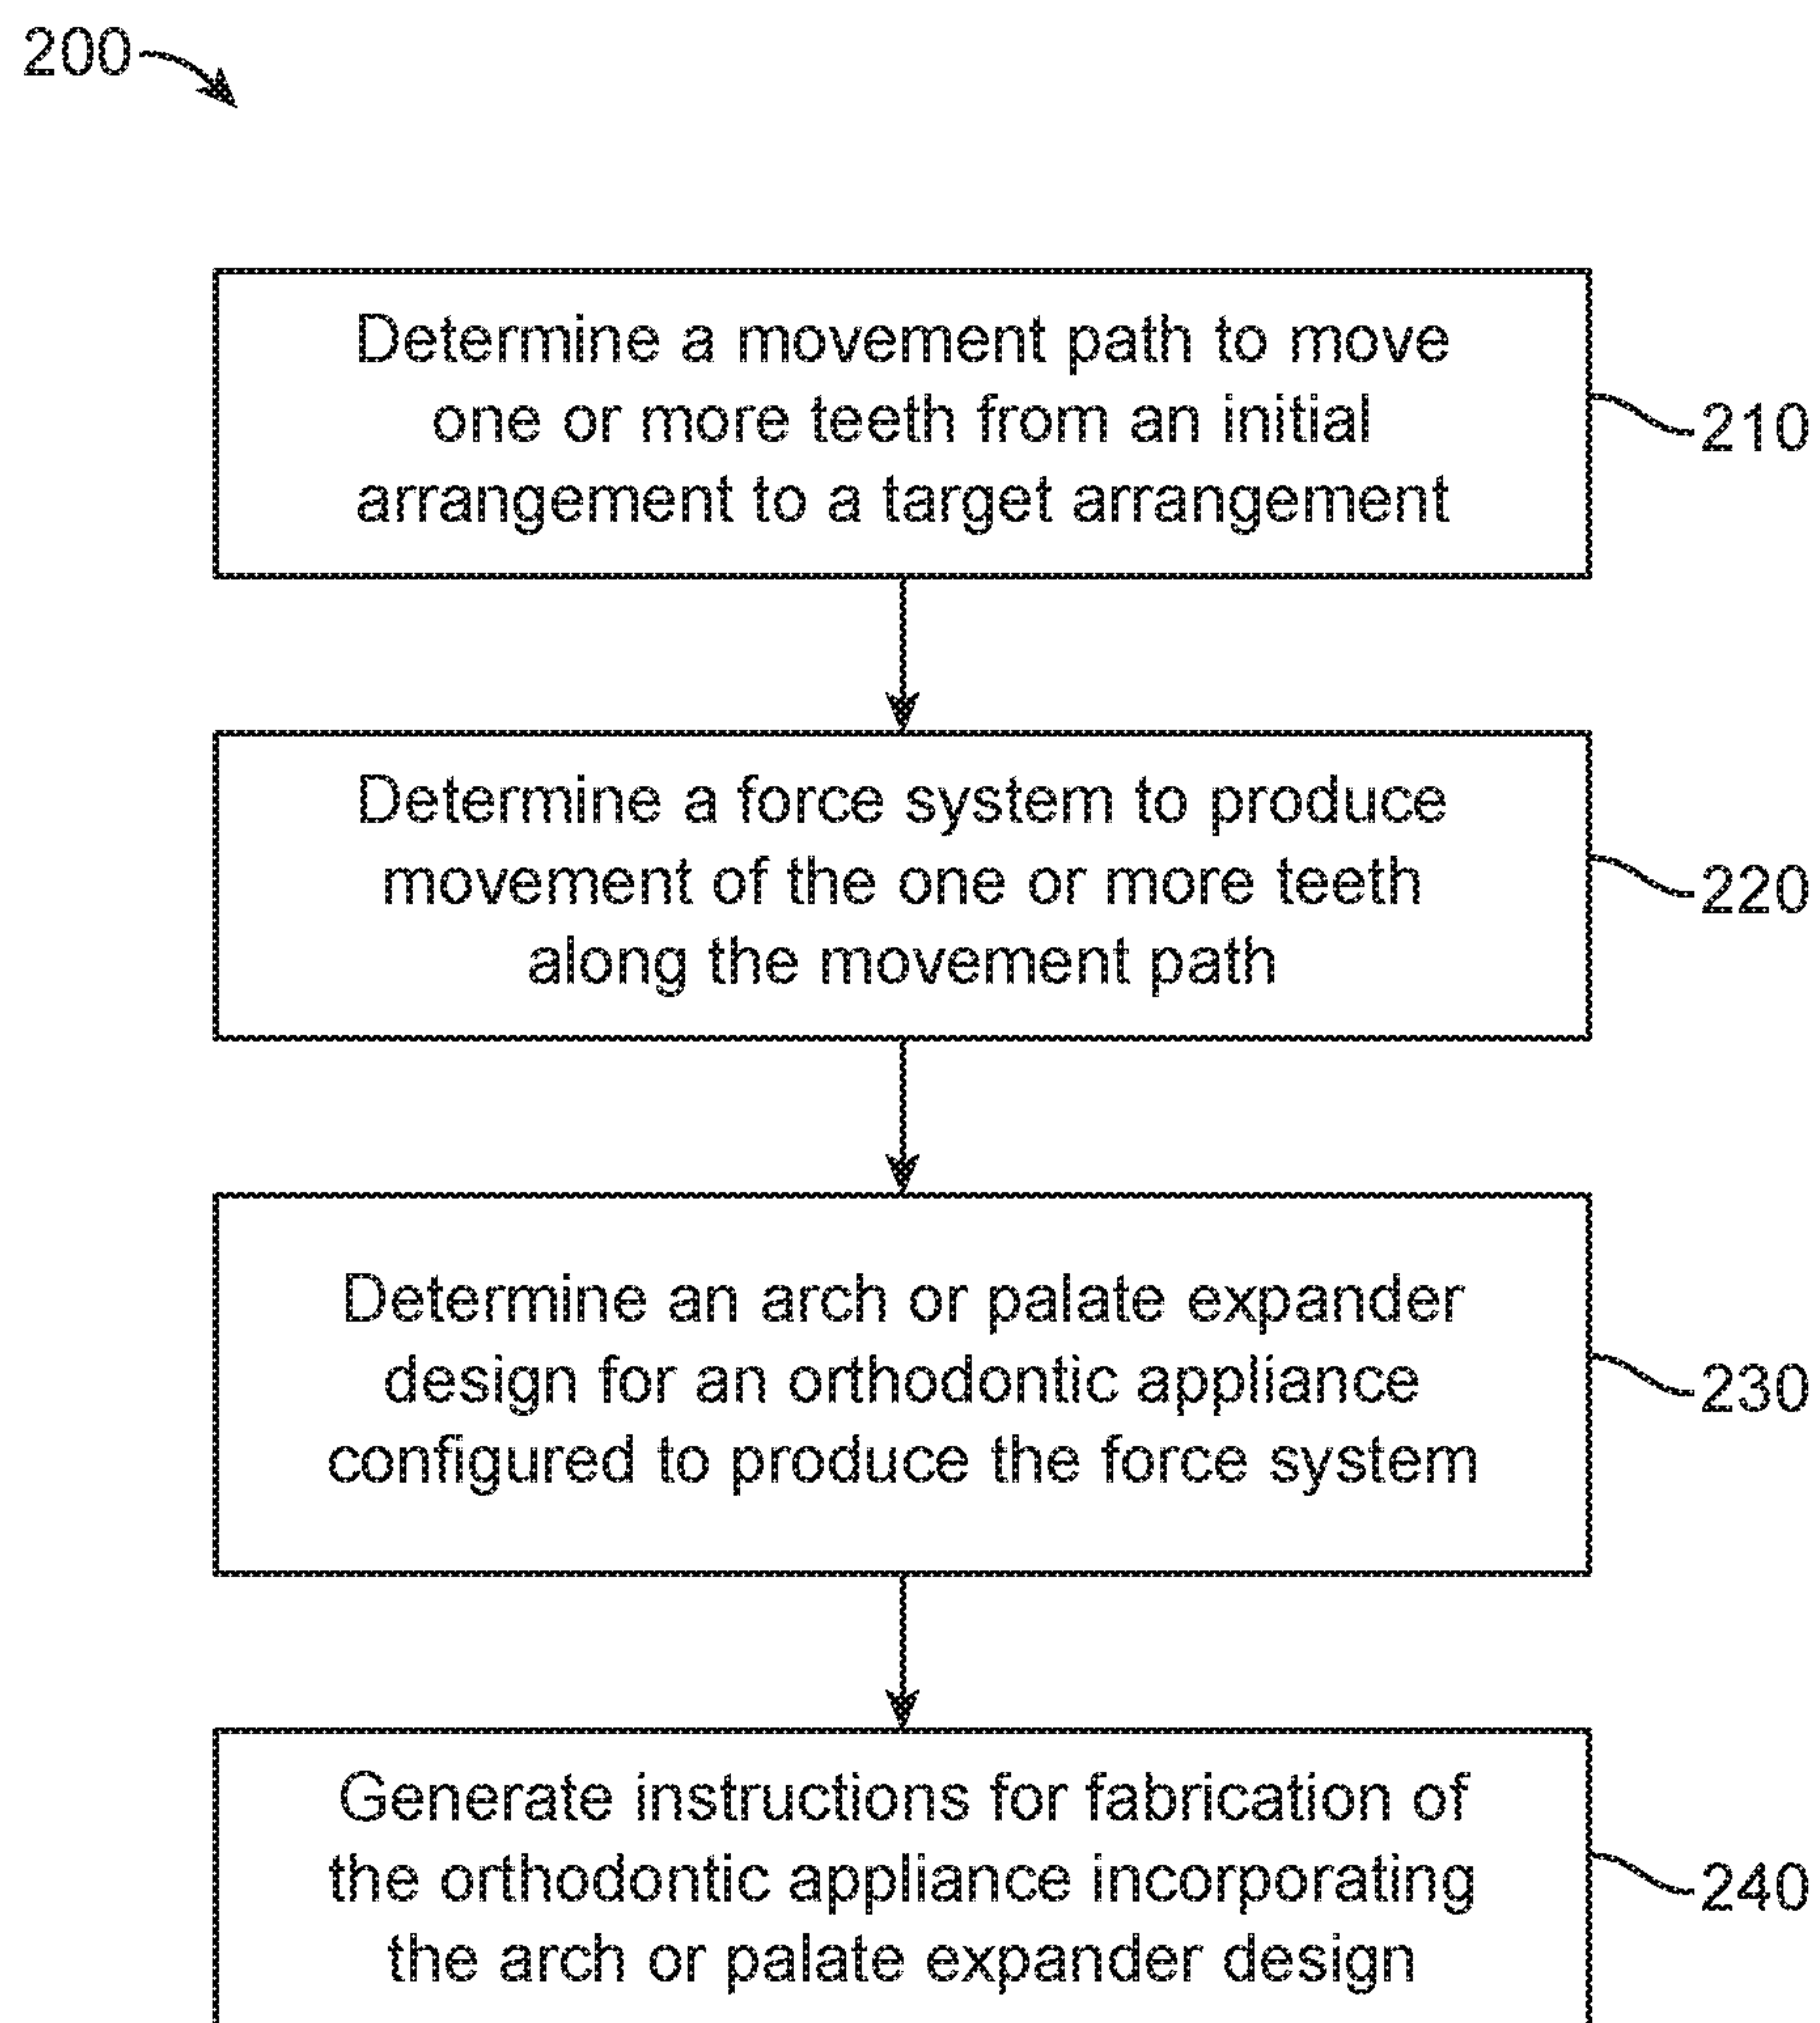 200
Determine a movement path to move
one or more teeth from an initial
arrangement to a target arrangement
210
Determine a force system to produce
movement of the one or more teeth
along the movement path
220
Determine an arch or palate expander
design for an orthodontic appliance
configured to produce the force system
230
Generate instructions for fabrication of
the orthodontic appliance incorporating
the arch or palate expander design
240